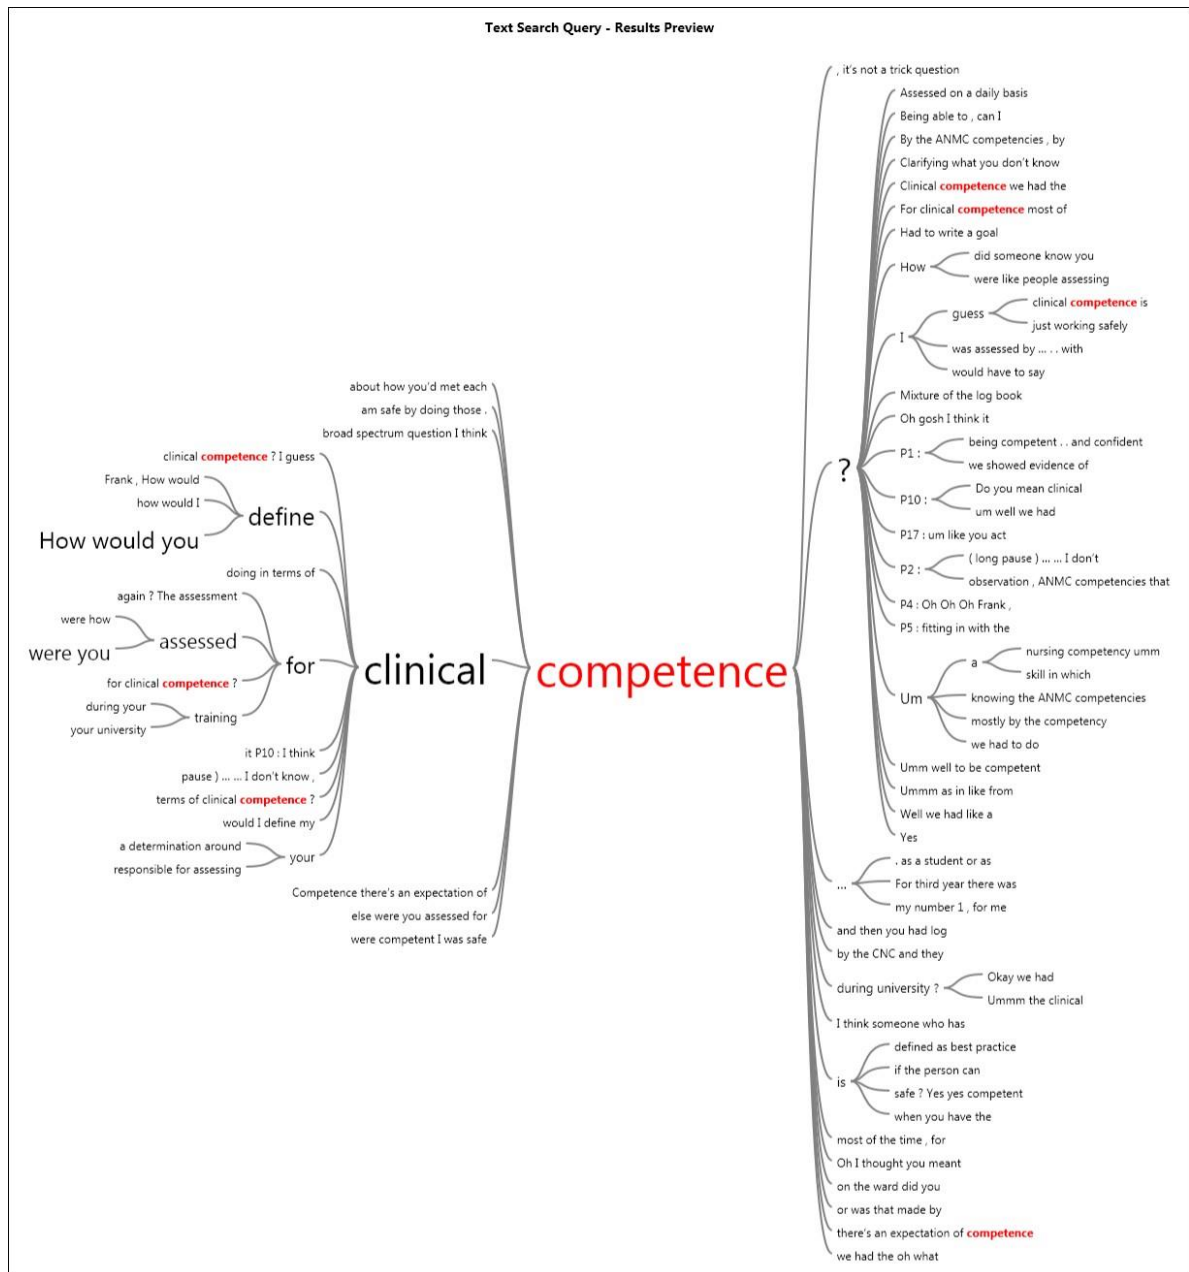 Text Search Query - Results Preview
about how you'd met each
am safe by doing those .
broad spectrum question I think
clinical competence ? I guess
Frank , How would
how would I
How would you
define
doing in terms of
again ? The assessment
were how
were you
assessed
for clinical competence ?
during your
your university
training
for
it P10 : I think
pause ) ... ... I don't know ,
terms of clinical competence ?
would I define my
a determination around
responsible for assessing
your
clinical
Competence there's an expectation of
else were you assessed for
were competent I was safe
competence
, it's not a trick question
?
Assessed on a daily basis
Being able to , can I
By the ANMC competencies , by
Clarifying what you don't know
Clinical competence we had the
For clinical competence most of
Had to write a goal
How
did someone know you
were like people assessing
I
guess
clinical competence is
just working safely
was assessed by ... . . with
would have to say
Mixture of the log book
Oh gosh I think it
P1 :
being competent . . and confident
we showed evidence of
P10 :
Do you mean clinical
um well we had
P17 : um like you act
P2 :
( long pause ) ... ... I don't
observation , ANMC competencies that
P4 : Oh Oh Oh Frank ,
P5 : fitting in with the
Um
a
nursing competency umm
skill in which
knowing the ANMC competencies
mostly by the competency
we had to do
Umm well to be competent
Ummm as in like from
Well we had like a
Yes
...
. as a student or as
For third year there was
my number 1 , for me
and then you had log
by the CNC and they
during university ?
Okay we had
Ummm the clinical
I think someone who has
is
defined as best practice
if the person can
safe ? Yes yes competent
when you have the
most of the time , for
Oh I thought you meant
on the ward did you
or was that made by
there's an expectation of competence
we had the oh what